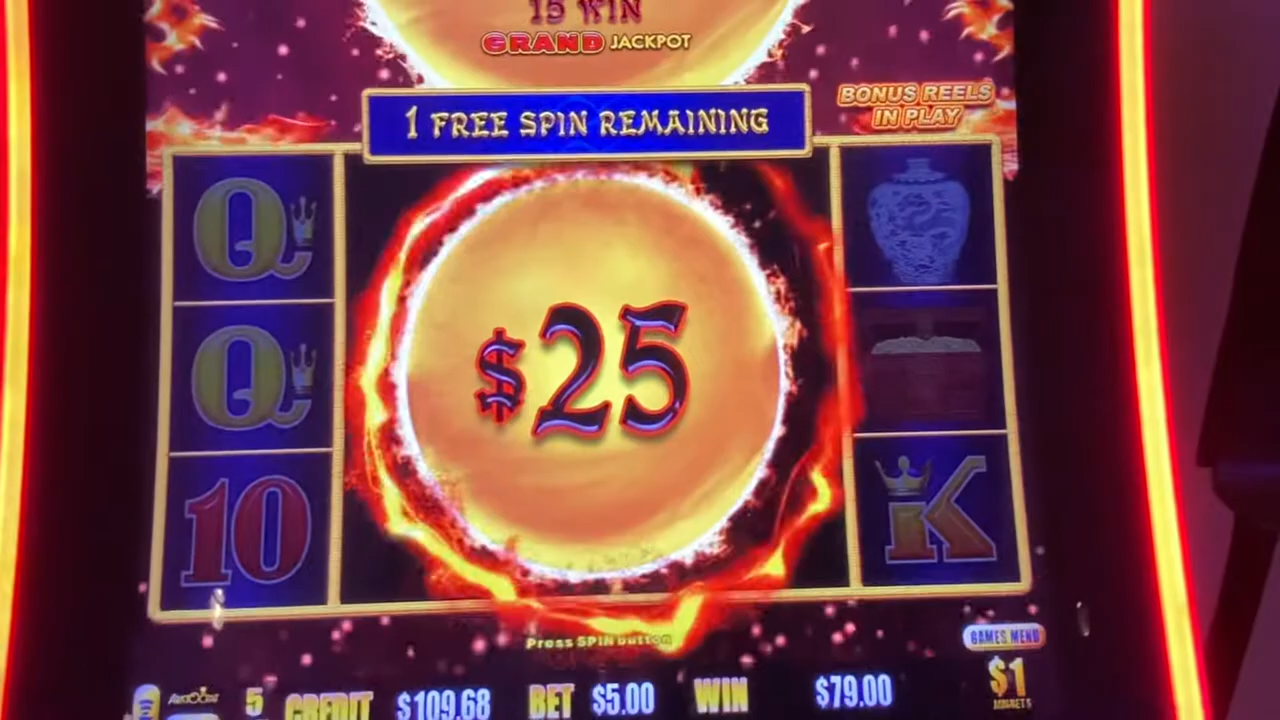 15 WIN
GRAND JACKPOT
BONUS REELS
IN PLAY
1 FREE SPIN REMAINING
Q
Q
10
$25
K
Press SPIN button
GAMES MENU
$1
5 CREDIT $109.68 BET $5.00 WIN $79.00